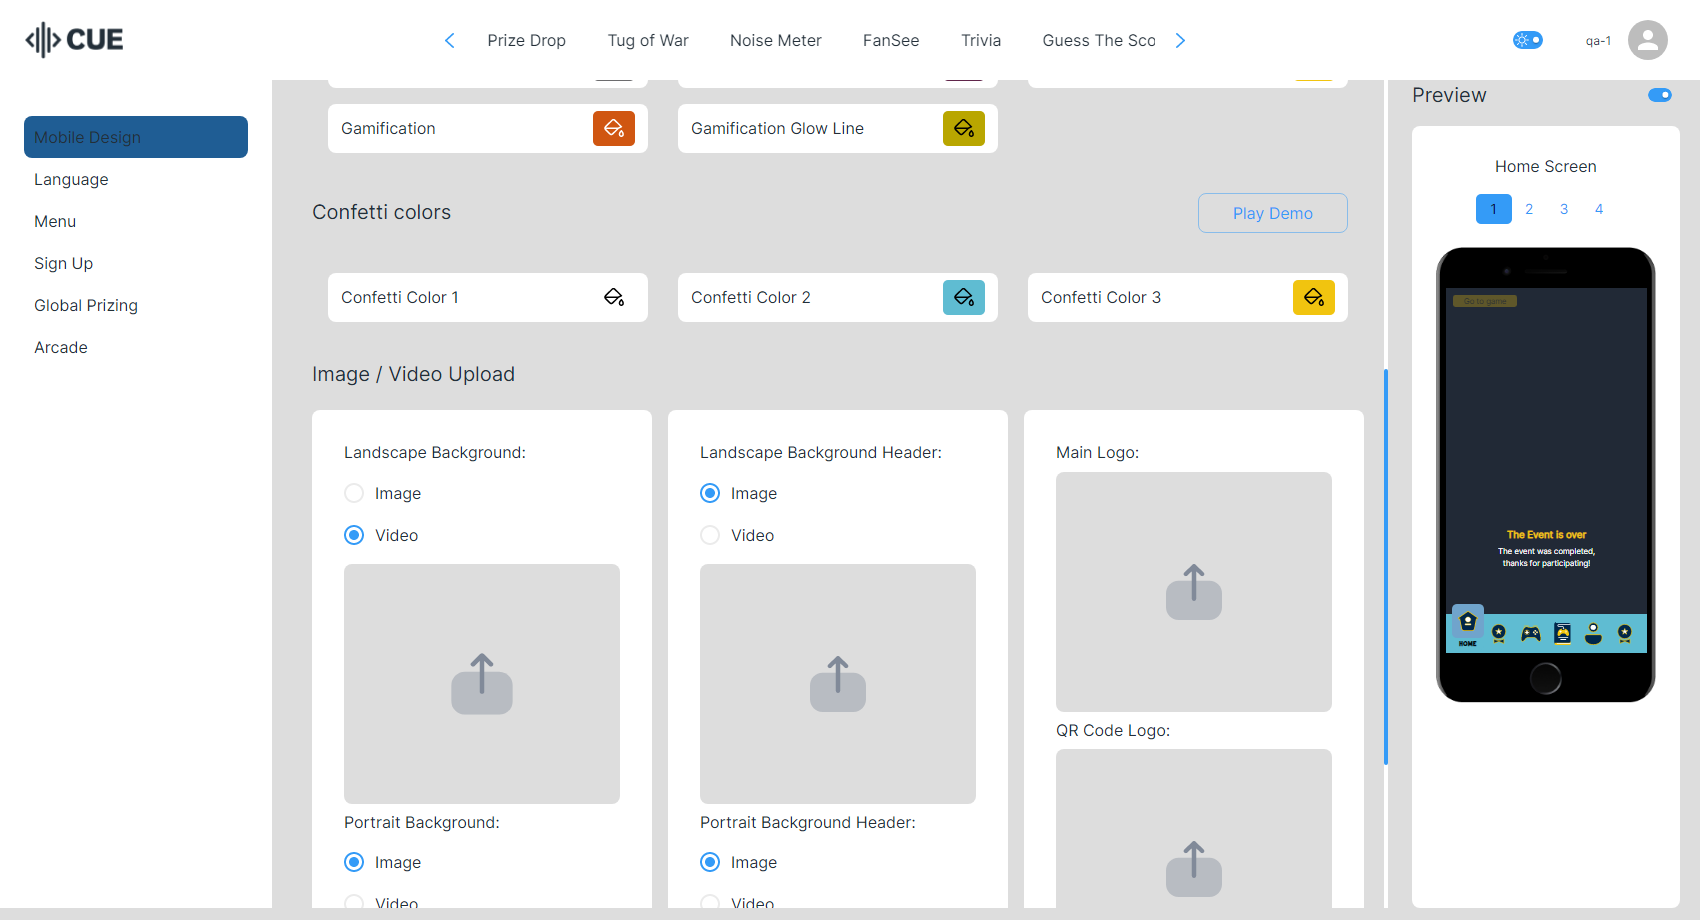 CUE
Prize Drop
Tug of War
Noise Meter
FanSee
Trivia
Guess The Sco
qa-1
Mobile Design
Language
Menu
Sign Up
Global Prizing
Arcade
Gamification
Gamification Glow Line
Confetti colors
Play Demo
Confetti Color 1
Confetti Color 2
Confetti Color 3
Image / Video Upload
Landscape Background:
Image
Video
Portrait Background:
Image
Video
Landscape Background Header:
Image
Video
Portrait Background Header:
Image
Video
Main Logo:
QR Code Logo:
Preview
Home Screen
1 2 3 4
Go to game
The Event is over
The event was completed,
thanks for participating!
HOME